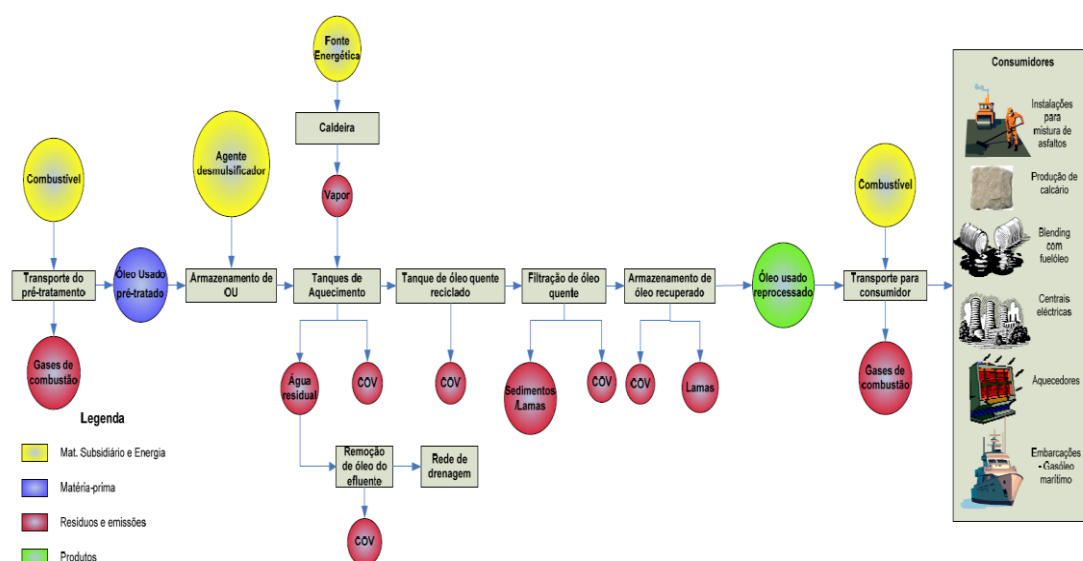 Fonte
Energética
Consumidores
Caldeira
Instalações
para
mistura de
asfaltos
Agente
desmulsificador
Combustível
Combustível
Vapor
Produção de
calcário
Blending
com
fuelóleo
Transporte do
pré-tratamento
Óleo Usado
pré-tratado
Armazenamento de
OU
Tanques de
Aquecimento
Tanque de óleo quente
reciclado
Filtração de óleo
quente
Armazenamento
de óleo recuperado
Óleo usado
reprocessado
Transporte para
consumidor
Centrais
eléctricas
Gases de
combustão
Água
residual
COV
COV
Sedimentos
/Lamas
COV
COV
Lamas
Gases de
combustão
Aquecedores
Legenda
Mat. Subsidiário e Energia
Remoção
de óleo do
efluente
Rede de
drenagem
Embarcações
- Gasóleo
marítimo
Matéria-prima
Resíduos e emissões
COV
Produtos